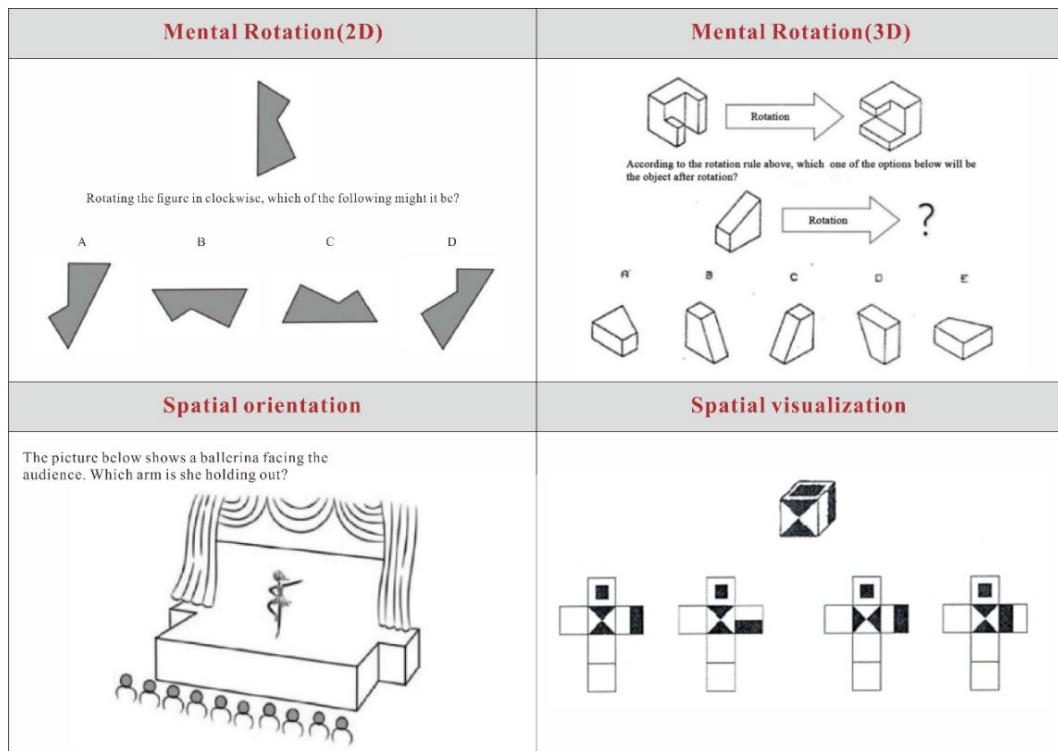 Mental Rotation(2D)
Rotating the figure in clockwise, which of the following might it be?
A B C D
Mental Rotation(3D)
Rotation
According to the rotation rule above, which one of the options below will be
the object after rotation?
Rotation
?
A B C D E
Spatial orientation
The picture below shows a ballerina facing the
audience. Which arm is she holding out?
Spatial visualization